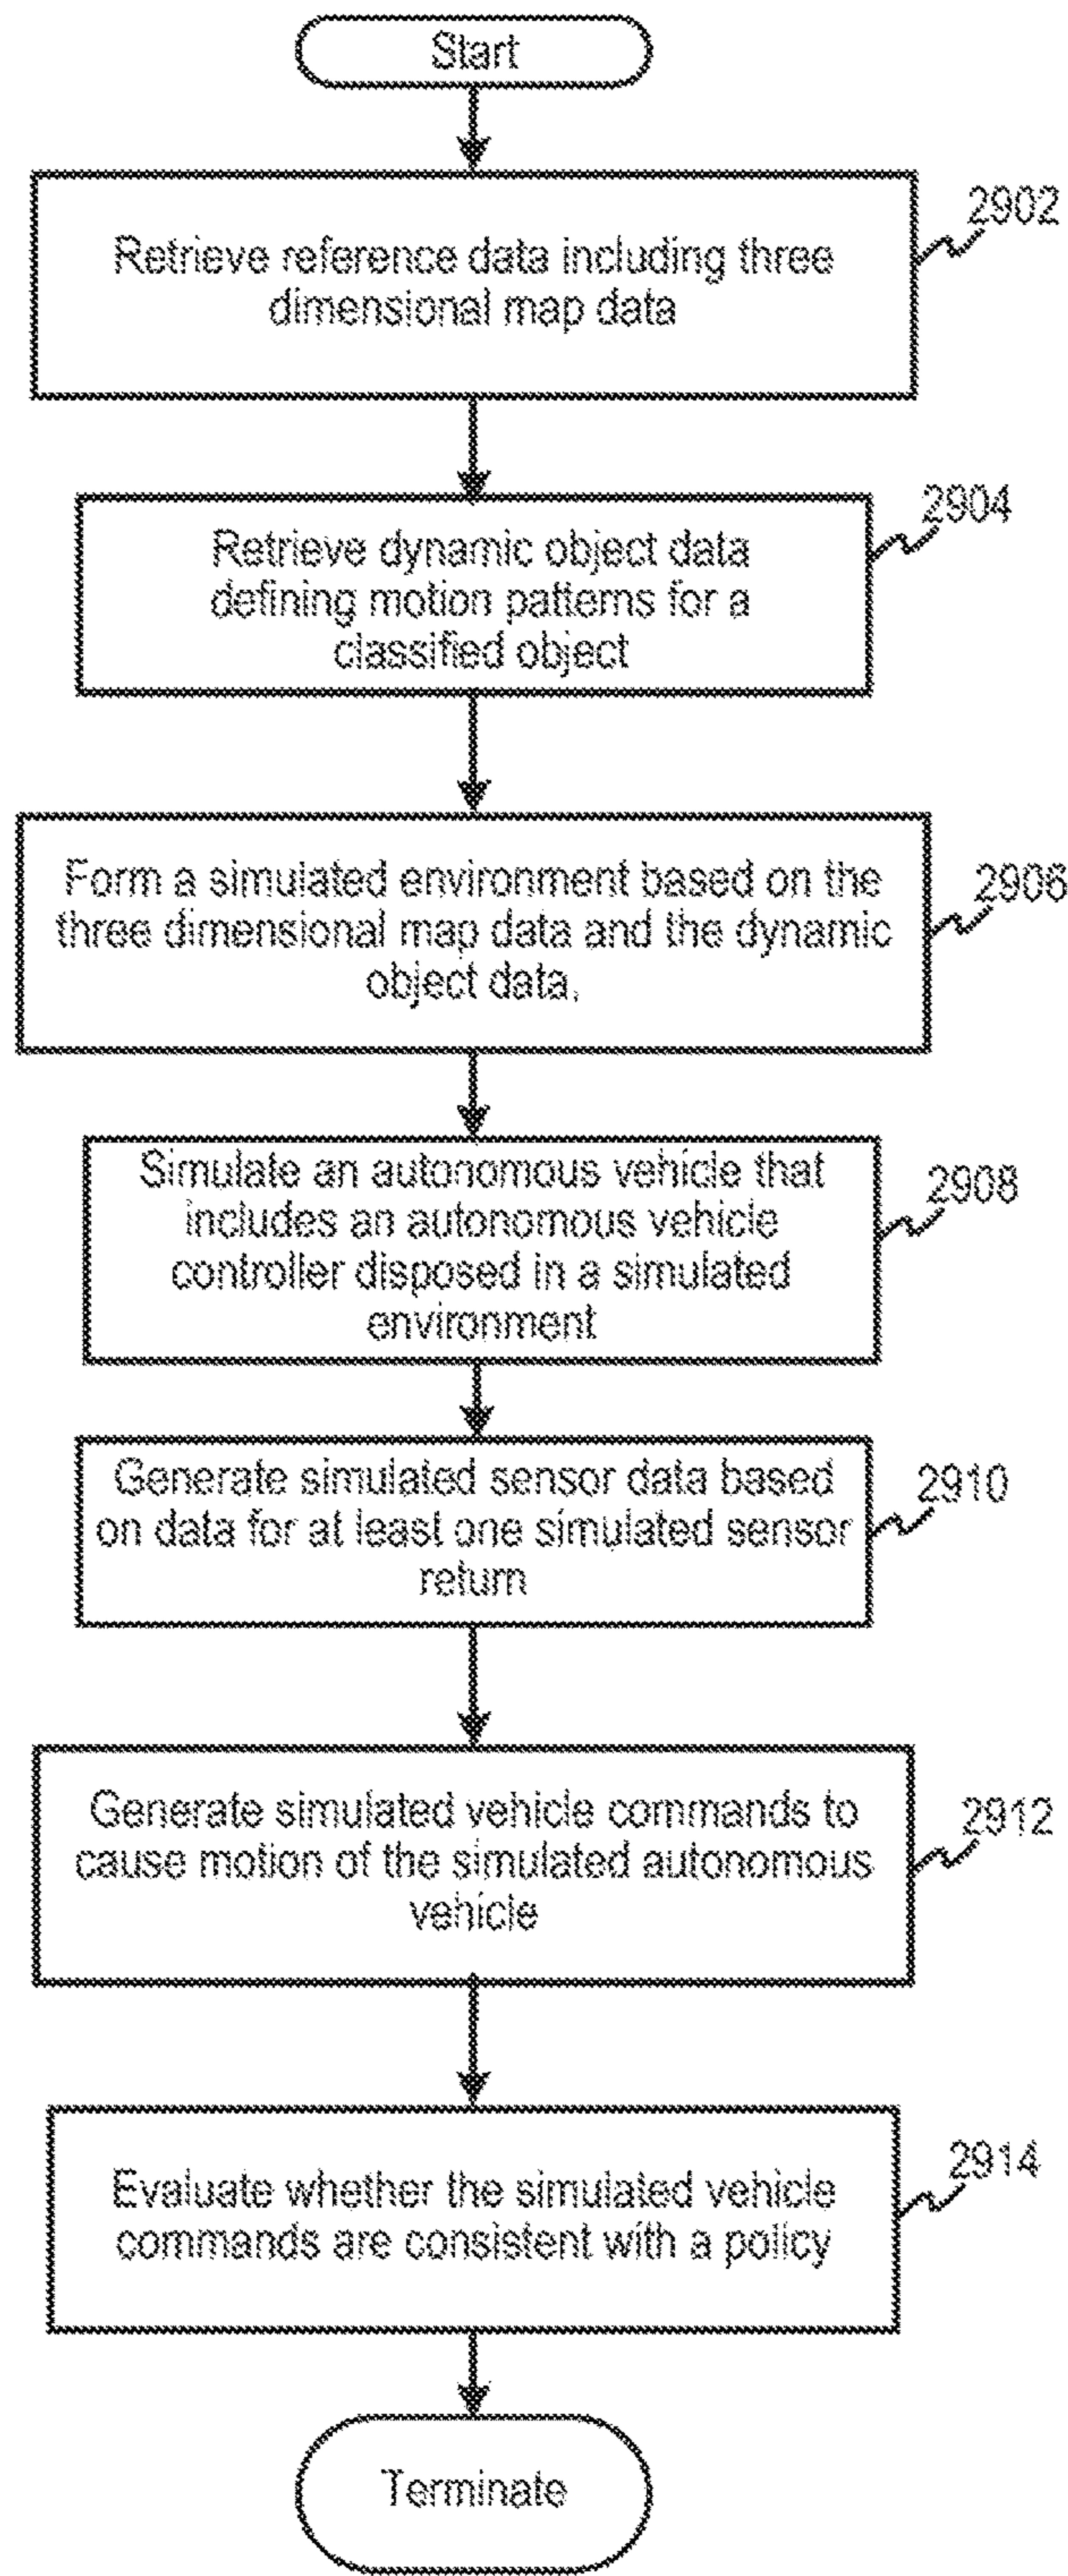 Start
2902
Retrieve reference data including three
dimensional map data
2904
Retrieve dynamic object data
defining motion patterns for a
classified object
2906
Form a simulated environment based on the
three dimensional map data and the dynamic
object data.
2908
Simulate an autonomous vehicle that
includes an autonomous vehicle
controller disposed in a simulated
environment
2910
Generate simulated sensor data based
on data for at least one simulated sensor
return
2912
Generate simulated vehicle commands to
cause motion of the simulated autonomous
vehicle
2914
Evaluate whether the simulated vehicle
commands are consistent with a policy
Terminate